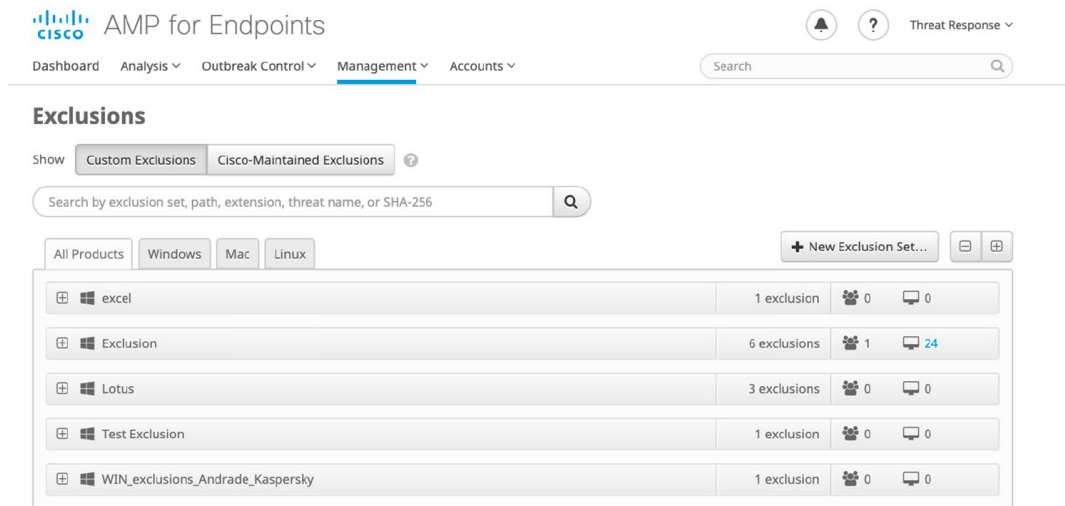 cisco AMP for Endpoints ? Threat Response
Dashboard Analysis Outbreak Control Management Accounts Search
Exclusions
Show Custom Exclusions Cisco-Maintained Exclusions ?
Search by exclusion set, path, extension, threat name, or SHA-256
All Products Windows Mac Linux + New Exclusion Set...
excel 1 exclusion 0 0
Exclusion 6 exclusions 1 24
Lotus 3 exclusions 0 0
Test Exclusion 1 exclusion 0 0
WIN_exclusions_Andrade_Kaspersky 1 exclusion 0 0